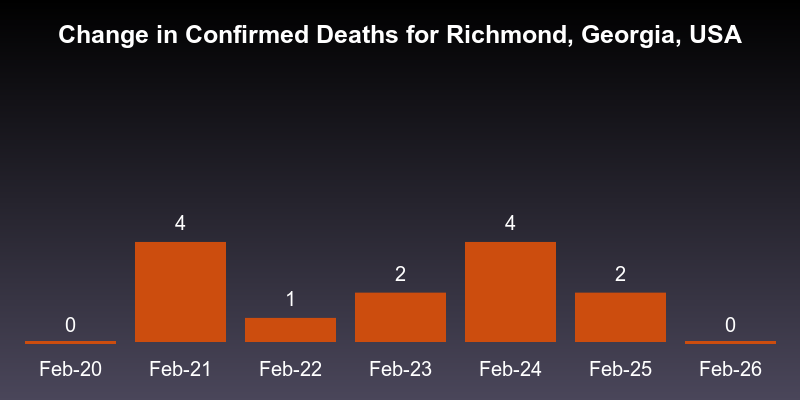 Change in Confirmed Deaths for Richmond, Georgia, USA
0 4 1 2 4 2 0
Feb-20 Feb-21 Feb-22 Feb-23 Feb-24 Feb-25 Feb-26